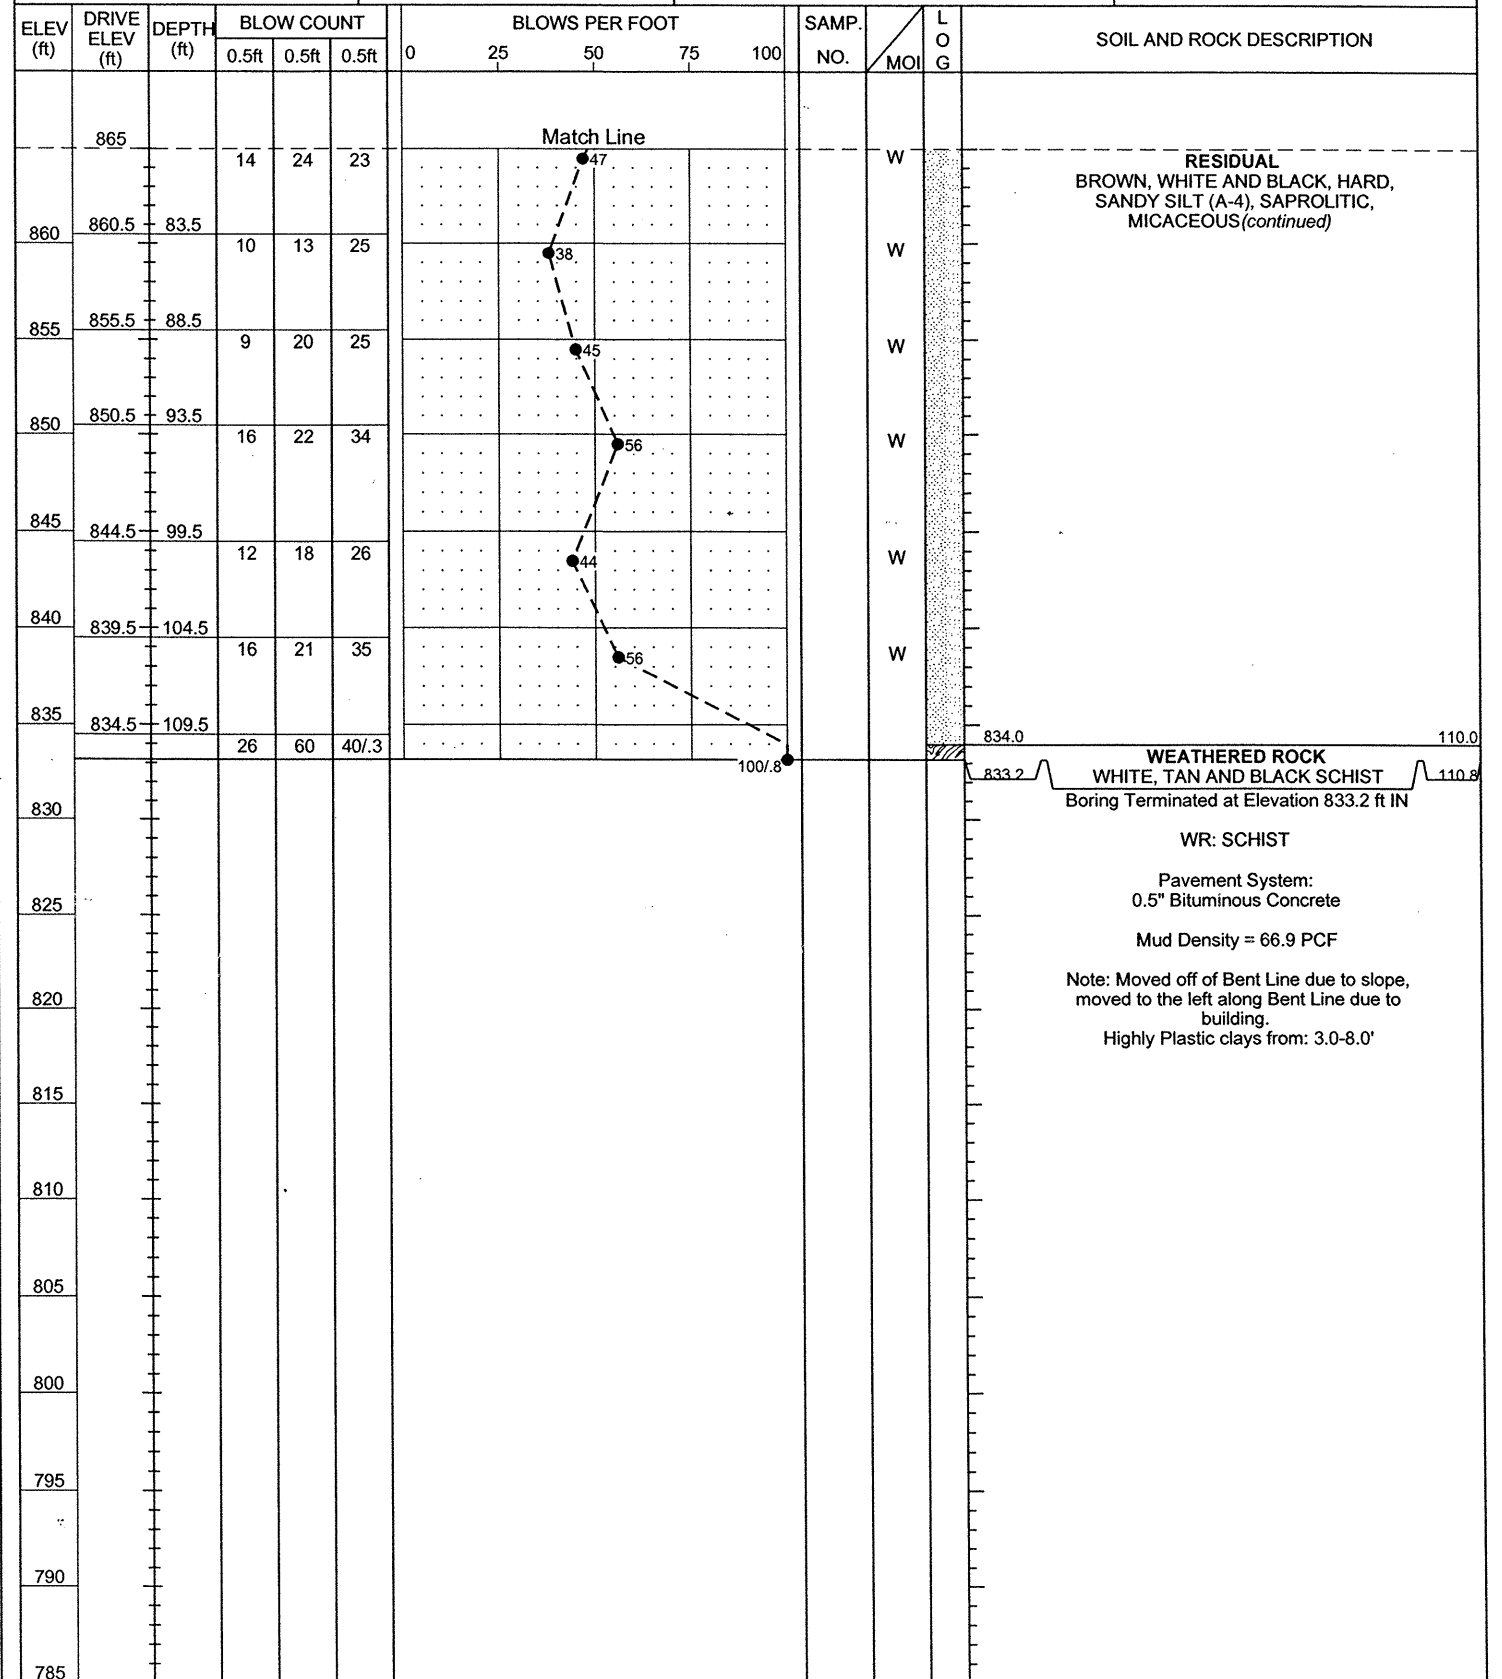 ELEV (ft) DRIVE ELEV (ft) DEPTH (ft) BLOW COUNT BLOWS PER FOOT SAMP. NO. MOI LOG SOIL AND ROCK DESCRIPTION
0.5ft 0.5ft 0.5ft 0 25 50 75 100
Match Line
865
14 24 23 47 W RESIDUAL
BROWN, WHITE AND BLACK, HARD,
SANDY SILT (A-4), SAPROLITIC,
MICACEOUS(continued)
860.5 83.5
860 10 13 25 38 W
855.5 88.5
855 9 20 25 45 W
850.5 93.5
850 16 22 34 56 W
845
844.5 99.5
12 18 26 44 W
840
839.5 104.5
16 21 35 56 W
835
834.5 109.5
26 60 40/.3 834.0 110.0
100/.8 WEATHERED ROCK
833.2 WHITE, TAN AND BLACK SCHIST 110.8
Boring Terminated at Elevation 833.2 ft IN
830
WR: SCHIST
Pavement System:
0.5" Bituminous Concrete
825
Mud Density = 66.9 PCF
Note: Moved off of Bent Line due to slope,
820 moved to the left along Bent Line due to
building.
Highly Plastic clays from: 3.0-8.0'
815
810
805
800
795
790
785